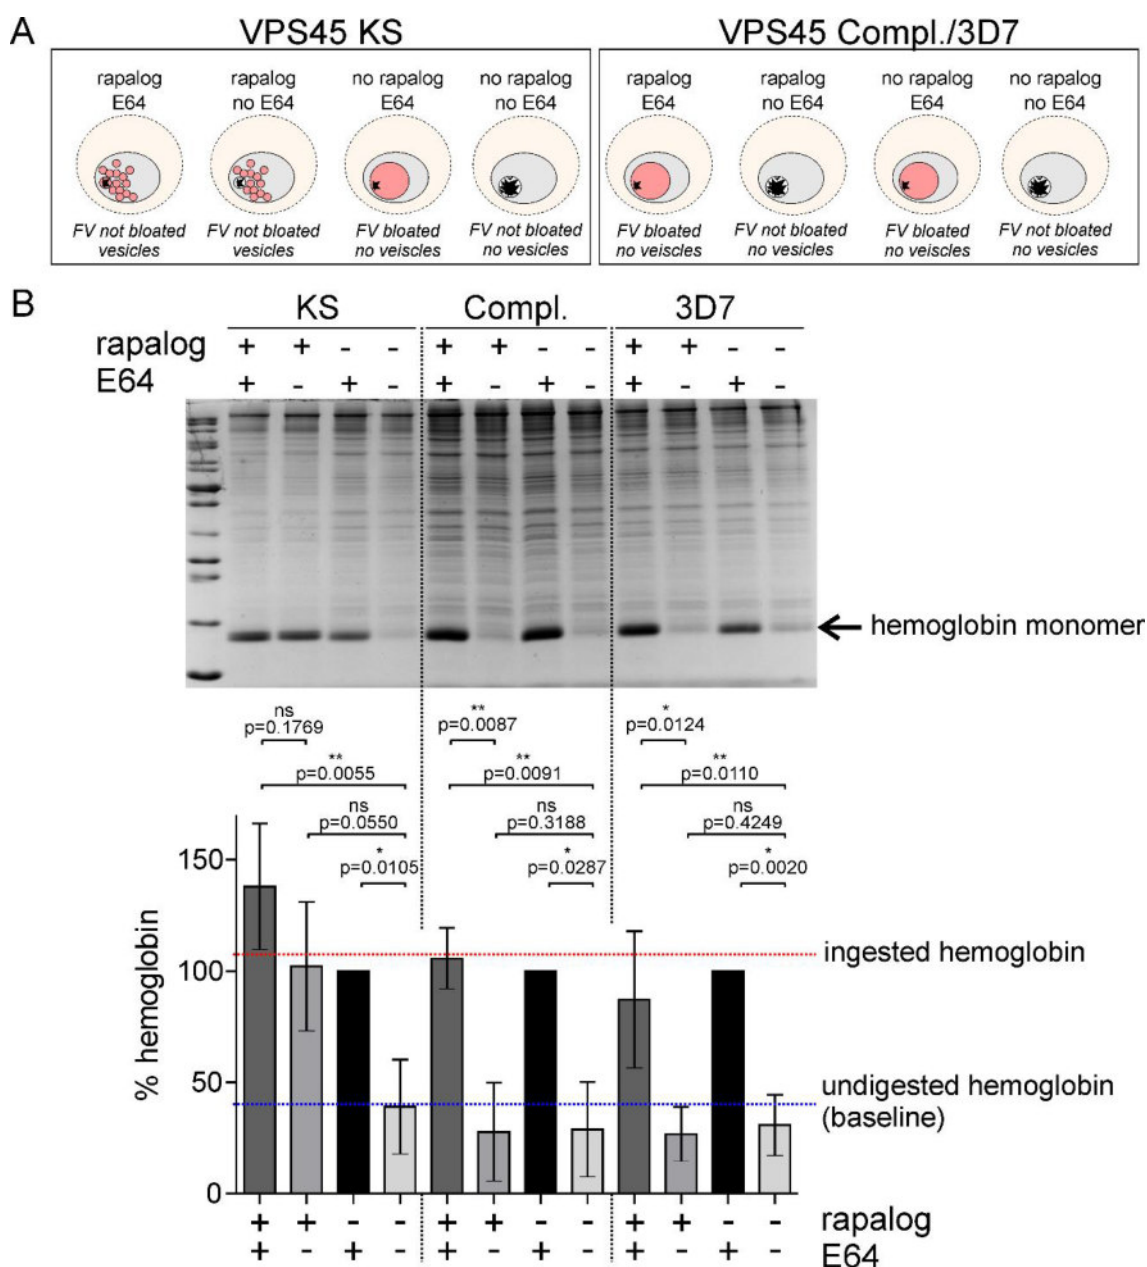 A
VPS45 KS
VPS45 Compl./3D7
rapalog E64
rapalog no E64
no rapalog E64
no rapalog no E64
rapalog E64
rapalog no E64
no rapalog E64
no rapalog no E64
FV not bloated vesicles
FV not bloated vesicles
FV bloated no veiscles
FV not bloated no vesicles
FV bloated no vesicles
FV not bloated no vesicles
FV bloated no vesicles
FV not bloated no vesicles
B
KS Compl. 3D7
rapalog + + - - + + - - + + - -
E64 + - + - + - + - + - + -
hemoglobin monomer
ns
p=0.1769
**
p=0.0055
ns
p=0.0550
*
p=0.0105
**
p=0.0087
**
p=0.0091
ns
p=0.3188
*
p=0.0287
*
p=0.0124
**
p=0.0110
ns
p=0.4249
*
p=0.0020
% hemoglobin
150
100
50
0
ingested hemoglobin
undigested hemoglobin
(baseline)
+ + - - + + - - + + - - rapalog
+ - + - + - + - + - + - E64